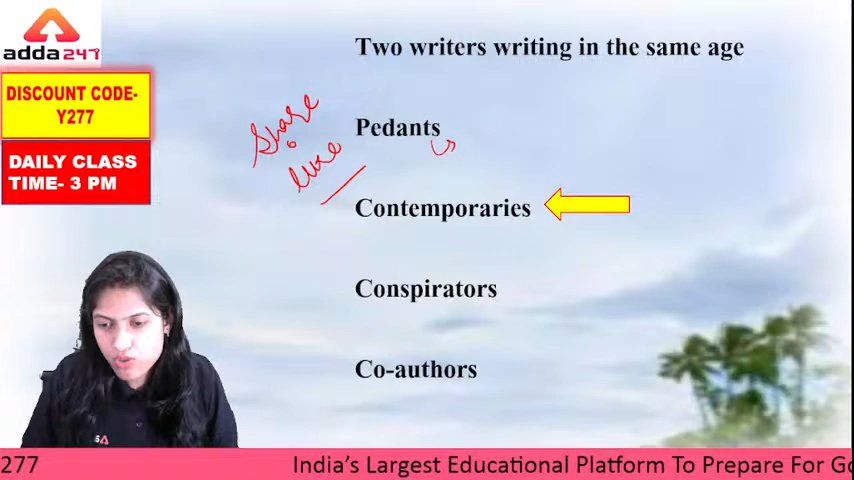 adda247
DISCOUNT CODE-
Y277
DAILY CLASS
TIME- 3 PM
Two writers writing in the same age
Share
Pedants
like
Contemporaries
Conspirators
Co-authors
277
India's Largest Educational Platform To Prepare For Go